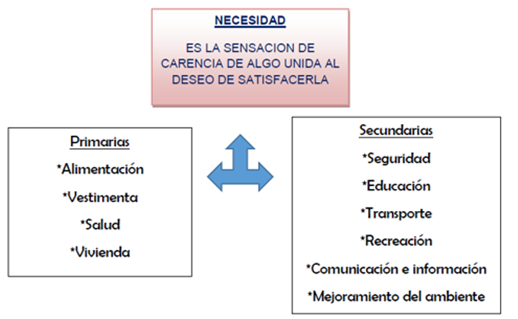 NECESIDAD
ES LA SENSACION DE
CARENCIA DE ALGO UNIDA AL
DESEO DE SATISFACERLA
Primarias
*Alimentación
*Vestimenta
*Salud
*Vivienda
Secundarias
*Seguridad
*Educación
*Transporte
*Recreación
*Comunicación e información
*Mejoramiento del ambiente